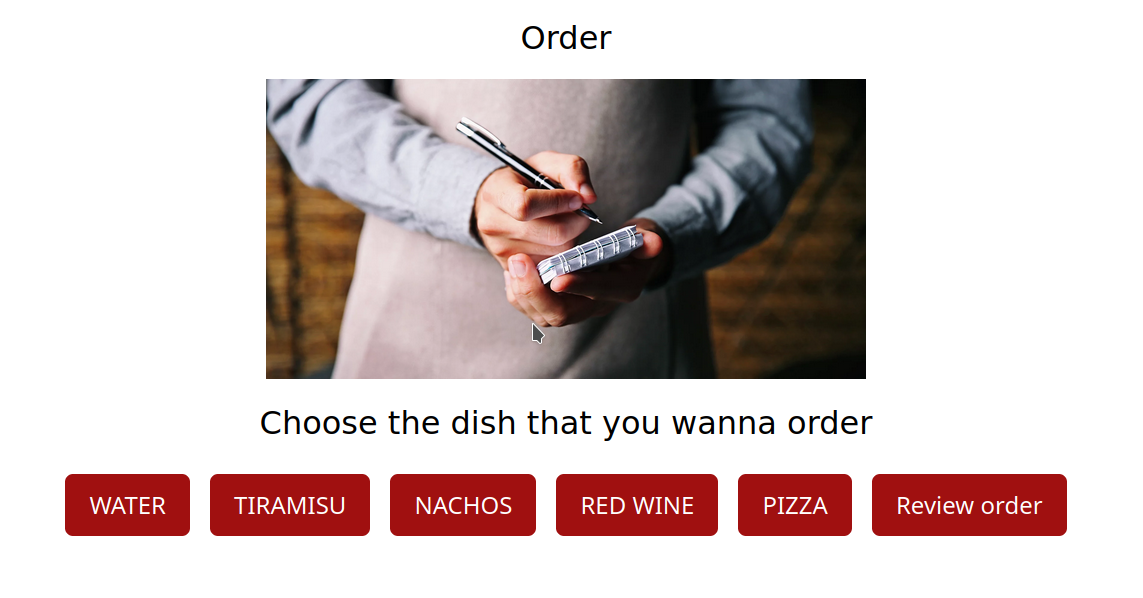 Order
Choose the dish that you wanna order
WATER TIRAMISU NACHOS RED WINE PIZZA Review order